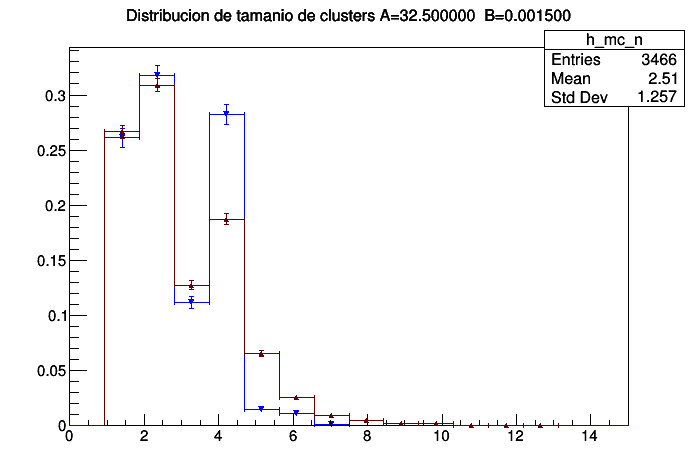 Distribucion de tamanio de clusters A=32.500000 B=0.001500
h_mc_n
Entries 3466
Mean 2.51
Std Dev 1.257
0.3
0.25
0.2
0.15
0.1
0.05
0
0 2 4 6 8 10 12 14